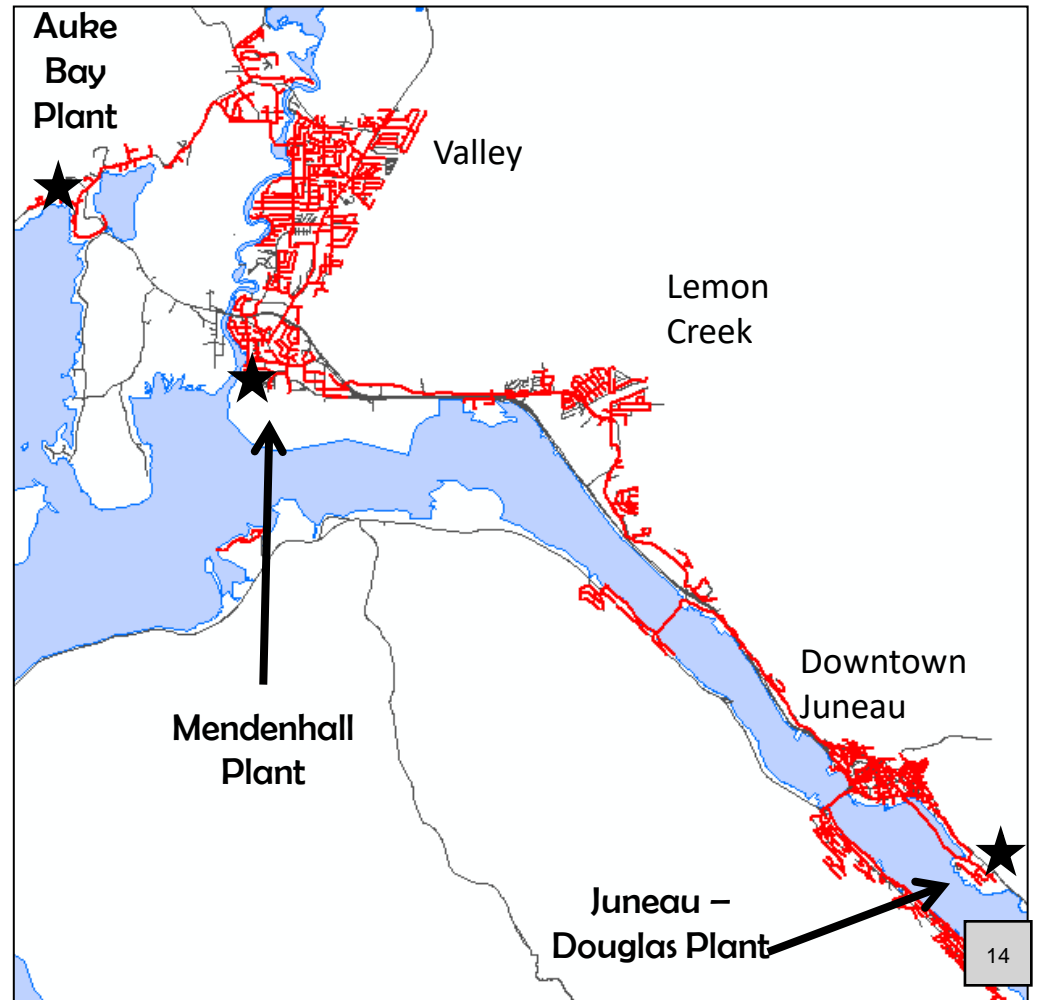 Auke
Bay
Plant
Valley
Lemon
Creek
Mendenhall
Plant
Downtown
Juneau
Juneau –
Douglas Plant
14